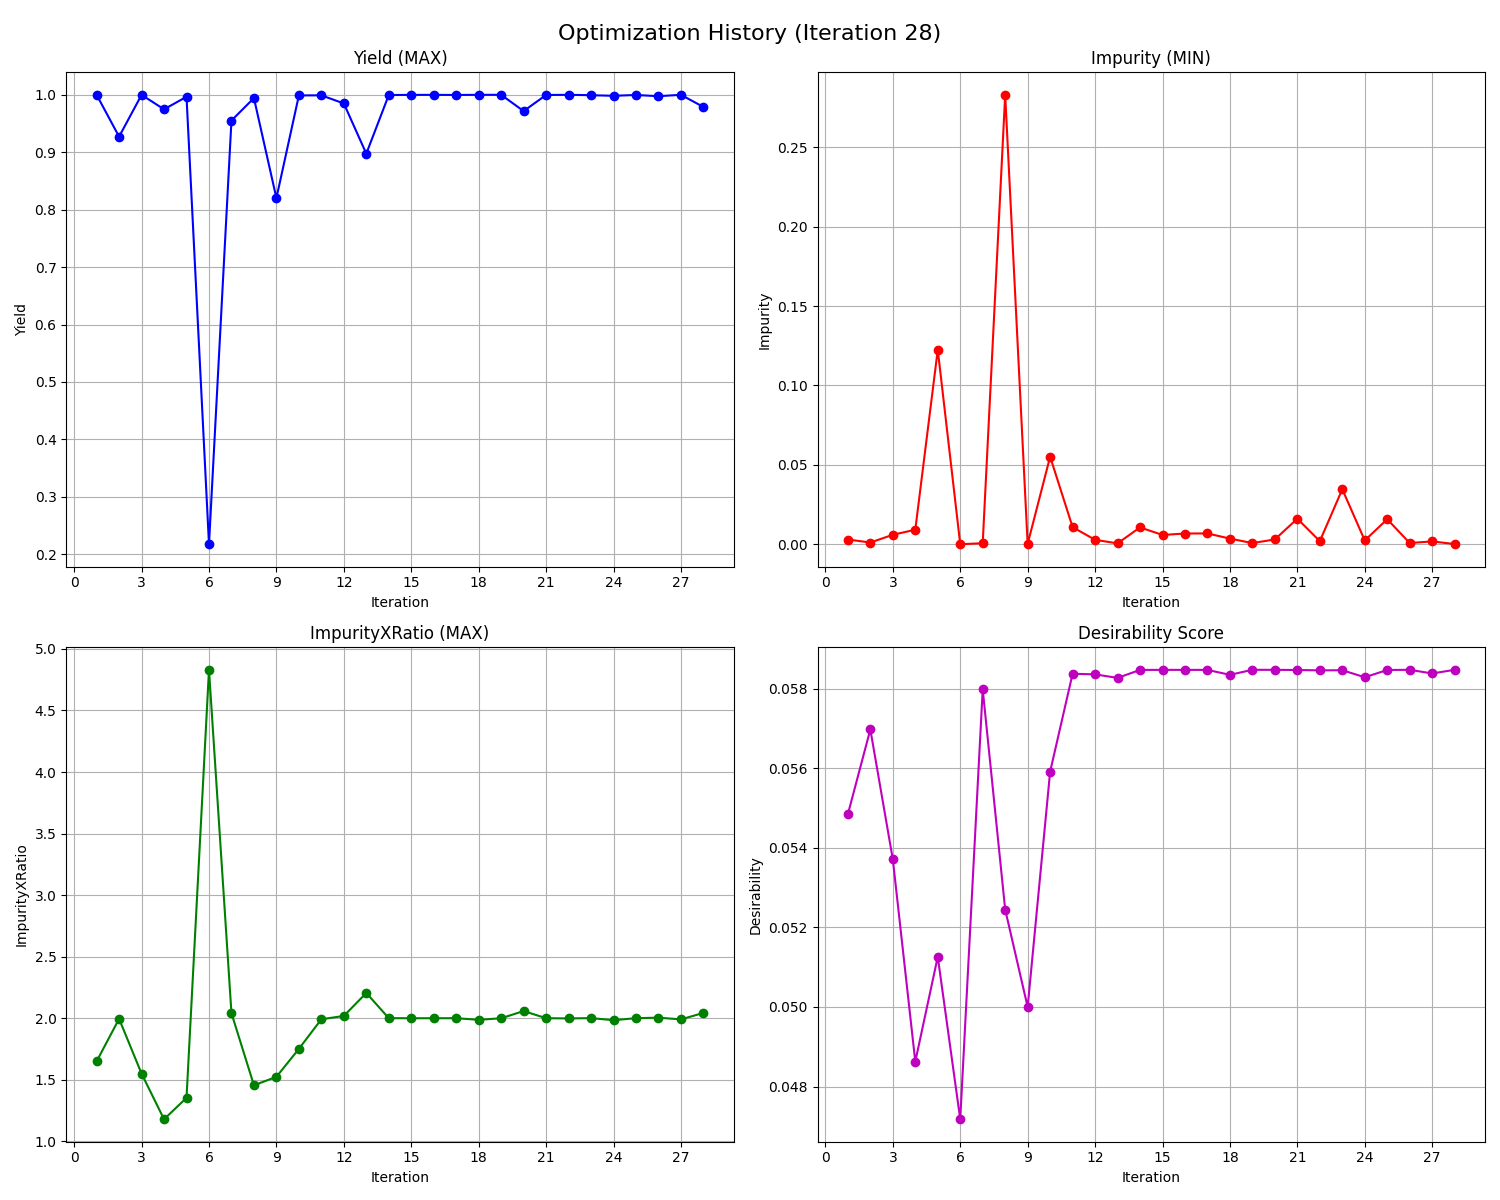 Optimization History (Iteration 28)
Yield (MAX)
1.0
0.9
0.8
0.7
0.6
0.5
0.4
0.3
0.2
Yield
0 3 6 9 12 15 18 21 24 27
Iteration
Impurity (MIN)
0.25
0.20
0.15
0.10
0.05
0.00
Impurity
0 3 6 9 12 15 18 21 24 27
Iteration
ImpurityXRatio (MAX)
5.0
4.5
4.0
3.5
3.0
2.5
2.0
1.5
1.0
ImpurityXRatio
0 3 6 9 12 15 18 21 24 27
Iteration
Desirability Score
0.058
0.056
0.054
0.052
0.050
0.048
Desirability
0 3 6 9 12 15 18 21 24 27
Iteration